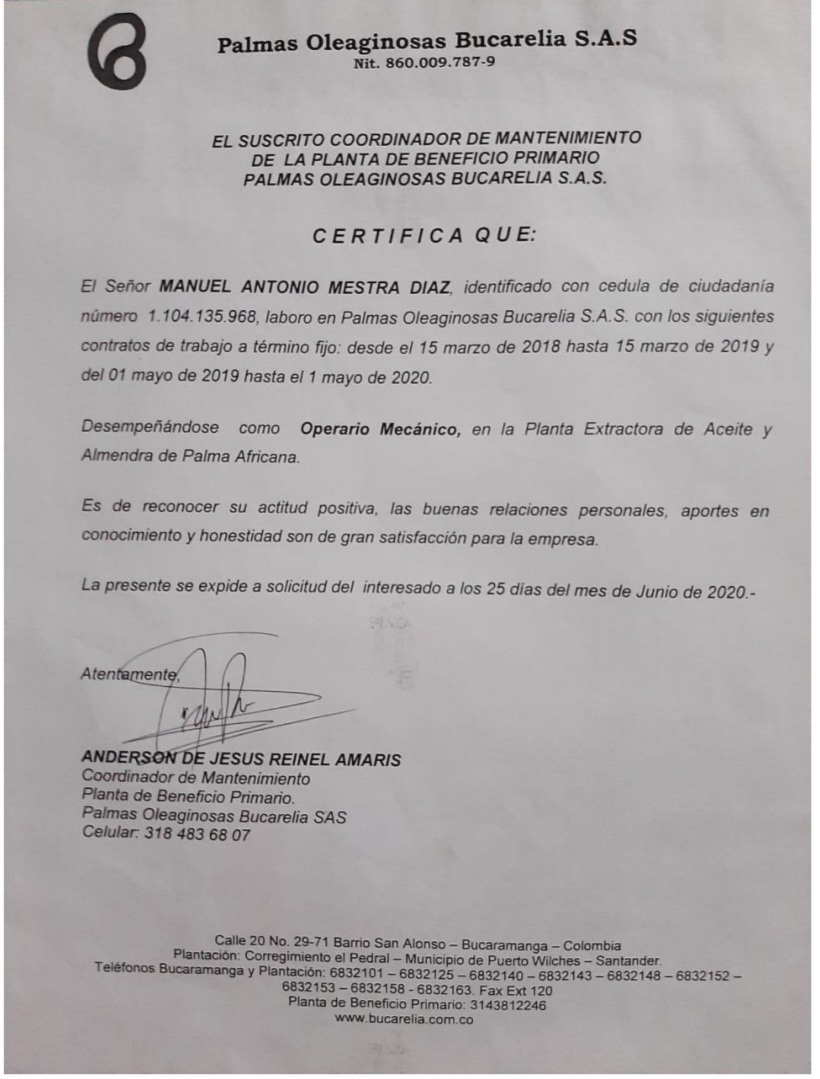 Palmas Oleaginosas Bucarelia S.A.S
Nit. 860.009.787-9
EL SUSCRITO COORDINADOR DE MANTENIMIENTO
DE LA PLANTA DE BENEFICIO PRIMARIO
PALMAS OLEAGINOSAS BUCARELIA S.A.S.
CERTIFICA QUE:
El Señor MANUEL ANTONIO MESTRA DIAZ, identificado con cedula de ciudadanía
número 1.104.135.968, laboro en Palmas Oleaginosas Bucarelia S.A.S. con los siguientes
contratos de trabajo a término fijo: desde el 15 marzo de 2018 hasta 15 marzo de 2019 y
del 01 mayo de 2019 hasta el 1 mayo de 2020.
Desempeñándose como Operario Mecánico, en la Planta Extractora de Aceite y
Almendra de Palma Africana.
Es de reconocer su actitud positiva, las buenas relaciones personales, aportes en
conocimiento y honestidad son de gran satisfacción para la empresa.
La presente se expide a solicitud del interesado a los 25 días del mes de Junio de 2020.-
Atentamente,
ANDERSON DE JESUS REINEL AMARIS
Coordinador de Mantenimiento
Planta de Beneficio Primario.
Palmas Oleaginosas Bucarelia SAS
Celular: 318 483 68 07
Calle 20 No. 29-71 Barrio San Alonso – Bucaramanga – Colombia
Plantación: Corregimiento el Pedral – Municipio de Puerto Wilches – Santander.
Teléfonos Bucaramanga y Plantación: 6832101 – 6832125 – 6832140 – 6832143 – 6832148 – 6832152 –
6832153 – 6832158 - 6832163. Fax Ext 120
Planta de Beneficio Primario: 3143812246
www.bucarelia.com.co